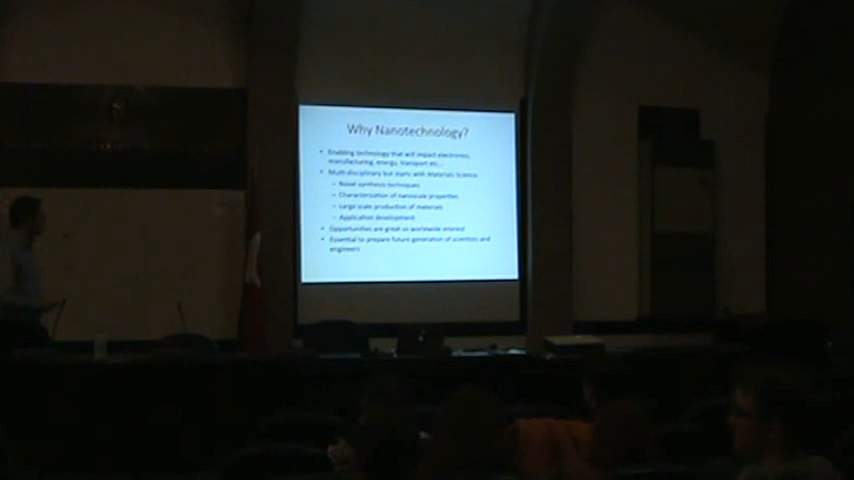 Why Nanotechnology?
• Enabling technology that will impact electronics,
manufacturing, energy, transport etc...
• Multi-disciplinary but starts with Materials Science
– Novel synthesis techniques
– Characterization of nanoscale properties
– Large scale production of materials
– Application development
• Opportunities are great as worldwide interest
• Essential to prepare future generation of scientists and
engineers